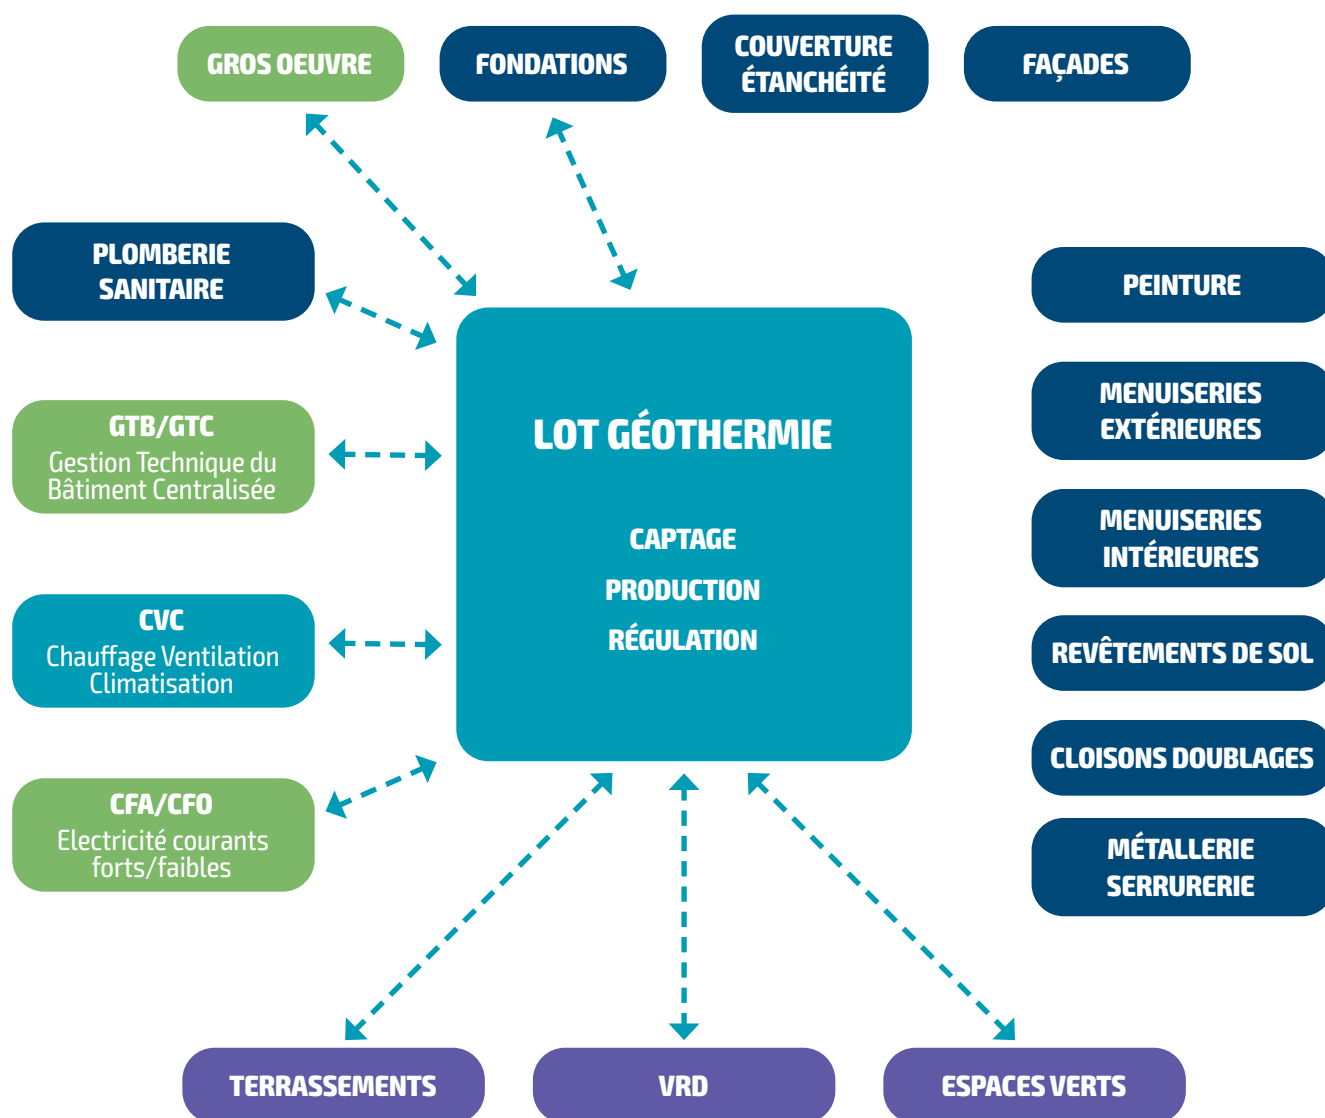 GROS OEUVRE
FONDATIONS
COUVERTURE
ÉTANCHÉITÉ
FAÇADES
PLOMBERIE
SANITAIRE
GTB/GTC
Gestion Technique du
Bâtiment Centralisée
CVC
Chauffage Ventilation
Climatisation
CFA/CFO
Electricité courants
forts/faibles
LOT GÉOTHERMIE
CAPTAGE
PRODUCTION
RÉGULATION
PEINTURE
MENUISERIES
EXTÉRIEURES
MENUISERIES
INTÉRIEURES
REVÊTEMENTS DE SOL
CLOISONS DOUBLAGES
MÉTALLERIE
SERRURERIE
TERRASSEMENTS
VRD
ESPACES VERTS